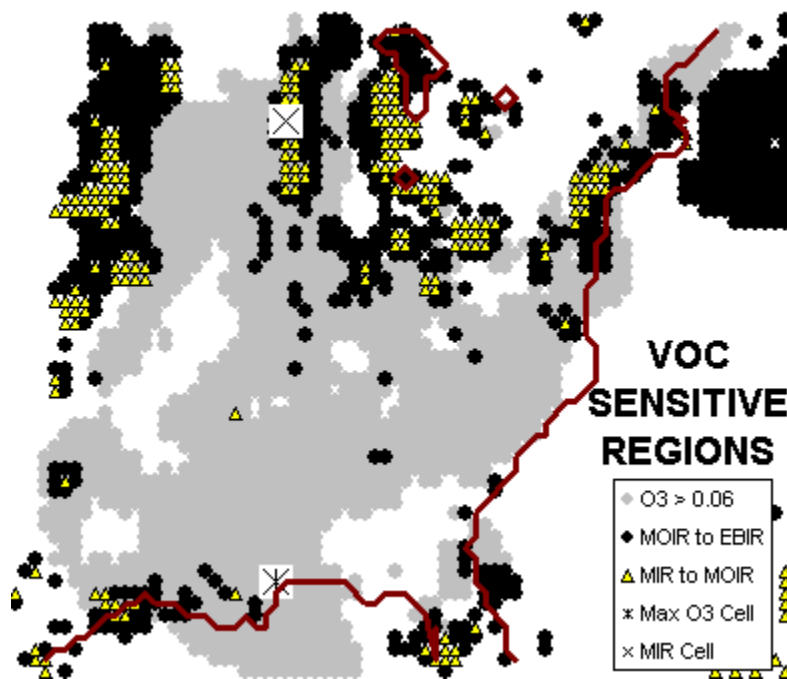 VOC
SENSITIVE
REGIONS
O3 > 0.06
MOIR to EBIR
MIR to MOIR
Max O3 Cell
MIR Cell